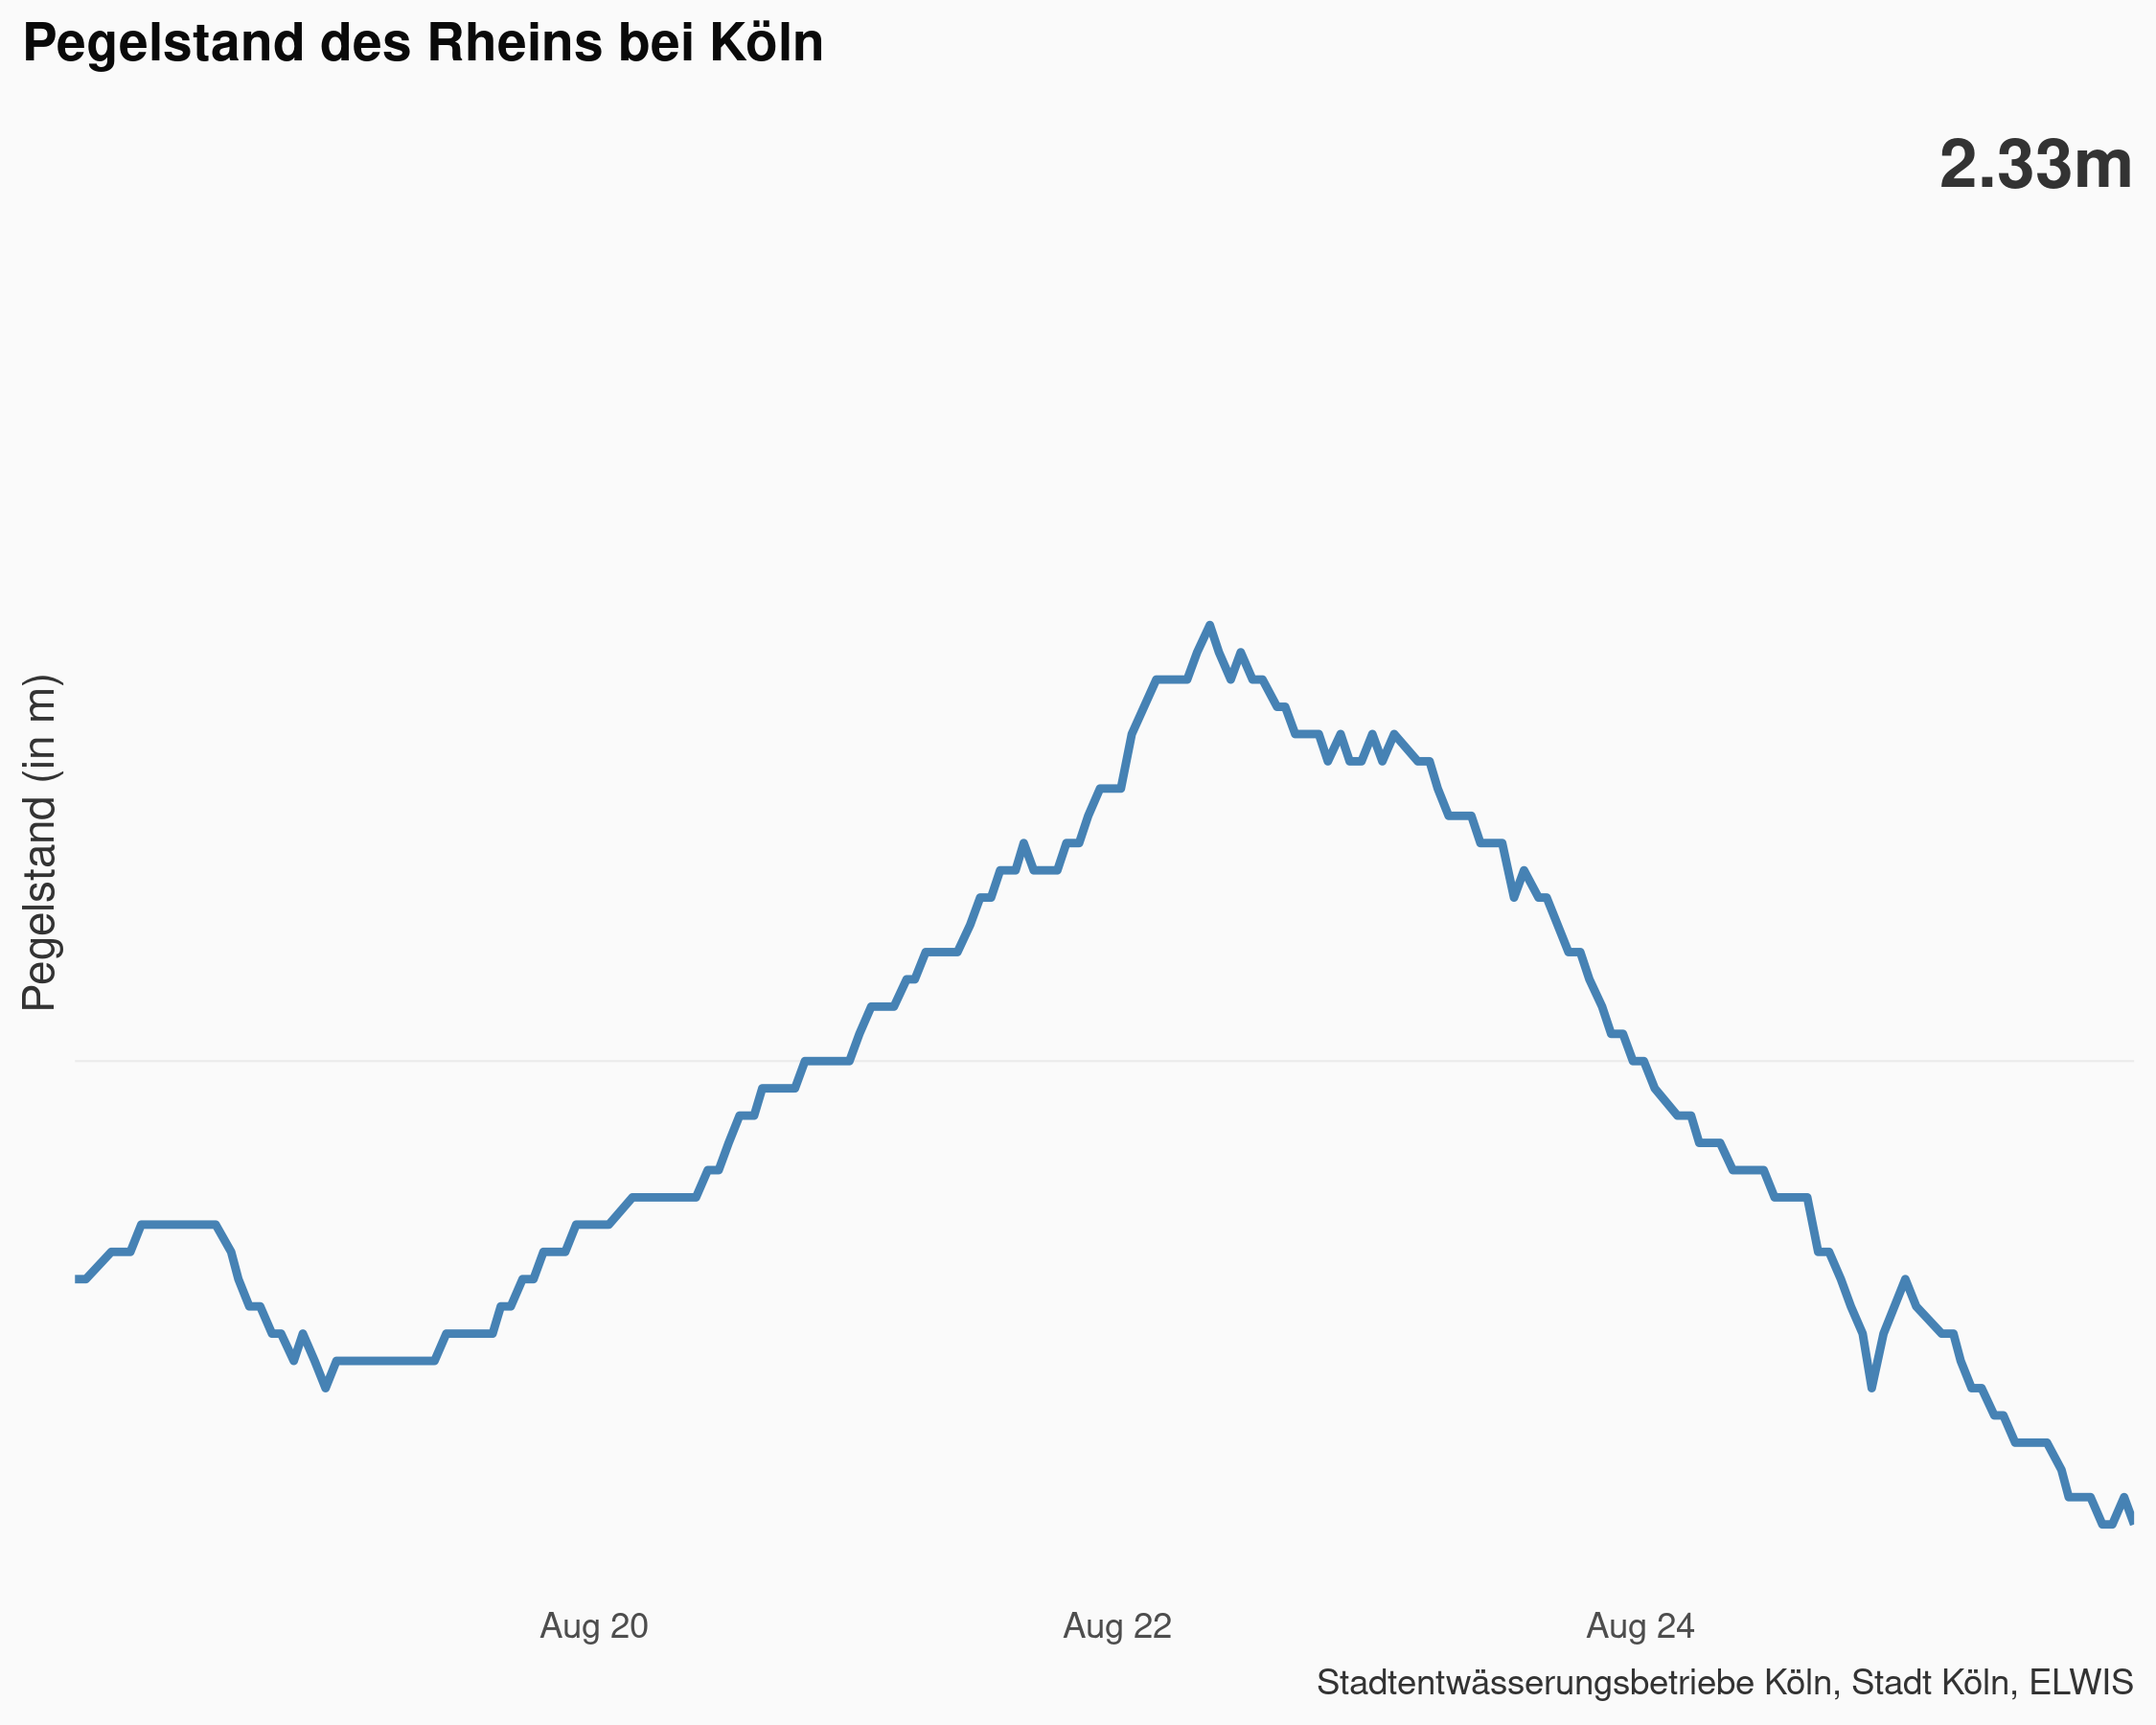 Pegelstand des Rheins bei Köln
2.33m
Pegelstand (in m)
Aug 20
Aug 22
Aug 24
Stadtentwässerungsbetriebe Köln, Stadt Köln, ELWIS